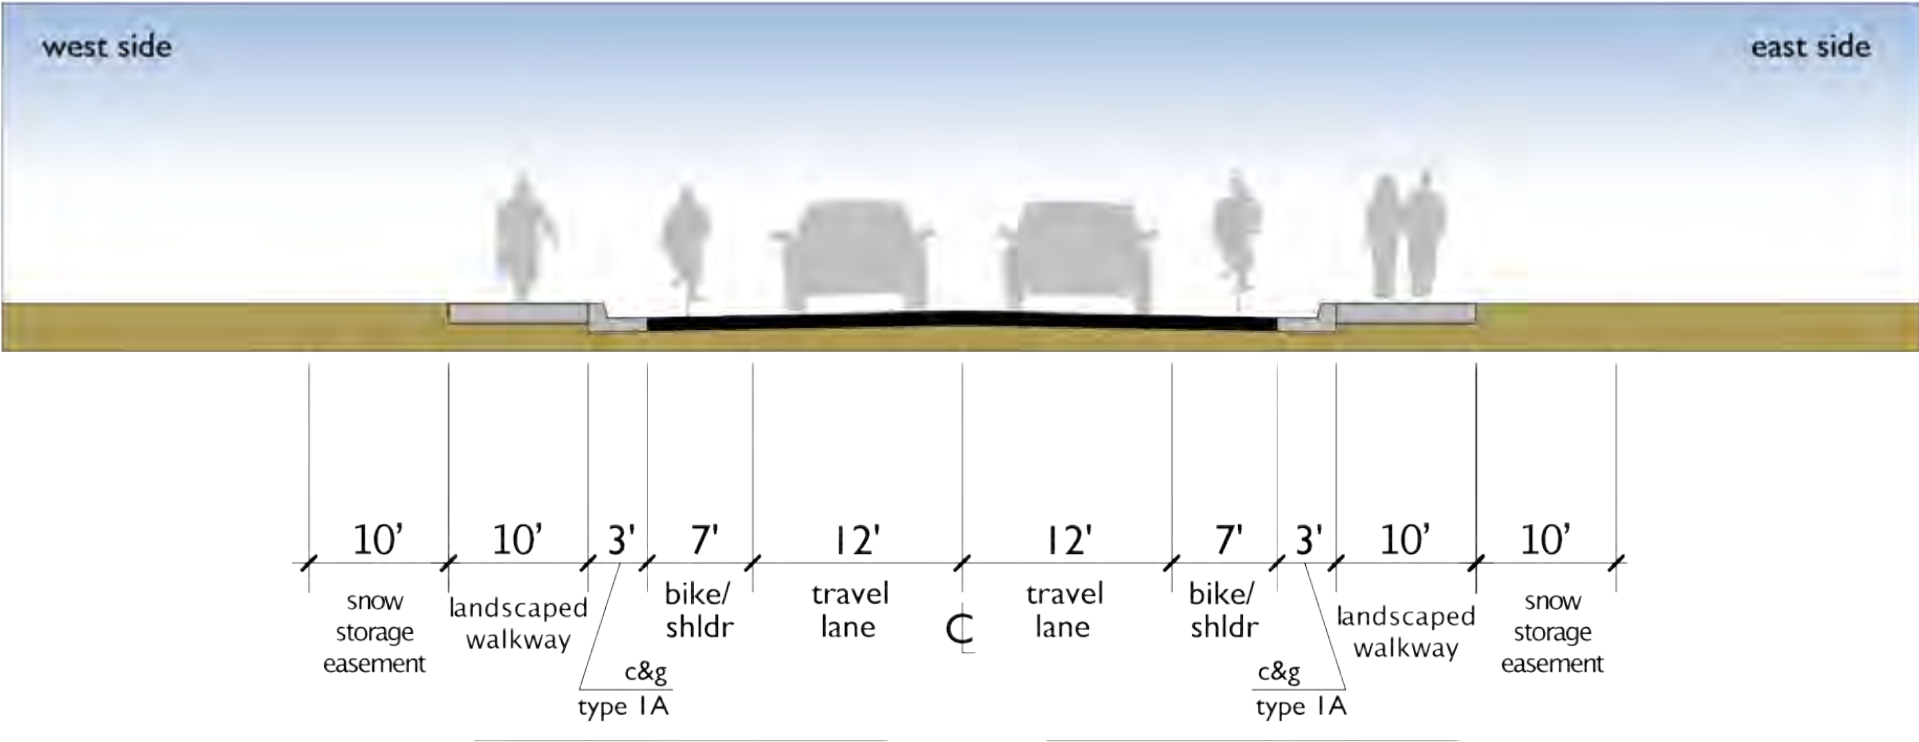 west side
east side
10’ 10’ 3' 7' 12' 12' 7' 3' 10’ 10’
snow
storage
easement
landscaped
walkway
c&g
type 1A
bike/
shldr
travel
lane
C
L
travel
lane
bike/
shldr
c&g
type 1A
landscaped
walkway
snow
storage
easement